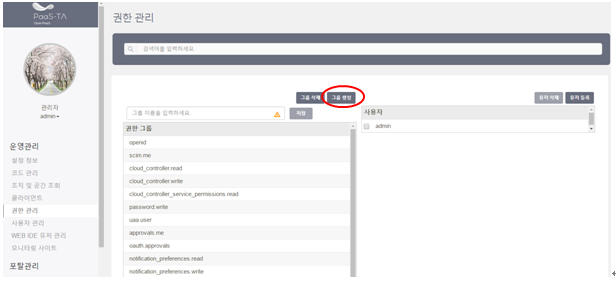 PaaS-TA
권한 관리
검색어를 입력하세요
관리자
admin
그룹 삭제
그룹 생성
유저 삭제
유저 등록
그룹 이름을 입력하세요.
저장
사용자
admin
권한 그룹
openid
scim.me
cloud_controller.read
cloud_controller.write
cloud_controller_service_permissions.read
password.write
uaa.user
approvals.me
oauth.approvals
notification_preferences.read
notification_preferences.write
운영관리
설정 정보
코드 관리
조직 및 공간 조회
클라이언트
권한 관리
사용자 관리
WEB IDE 유저 관리
모니터링 사이트
포탈관리